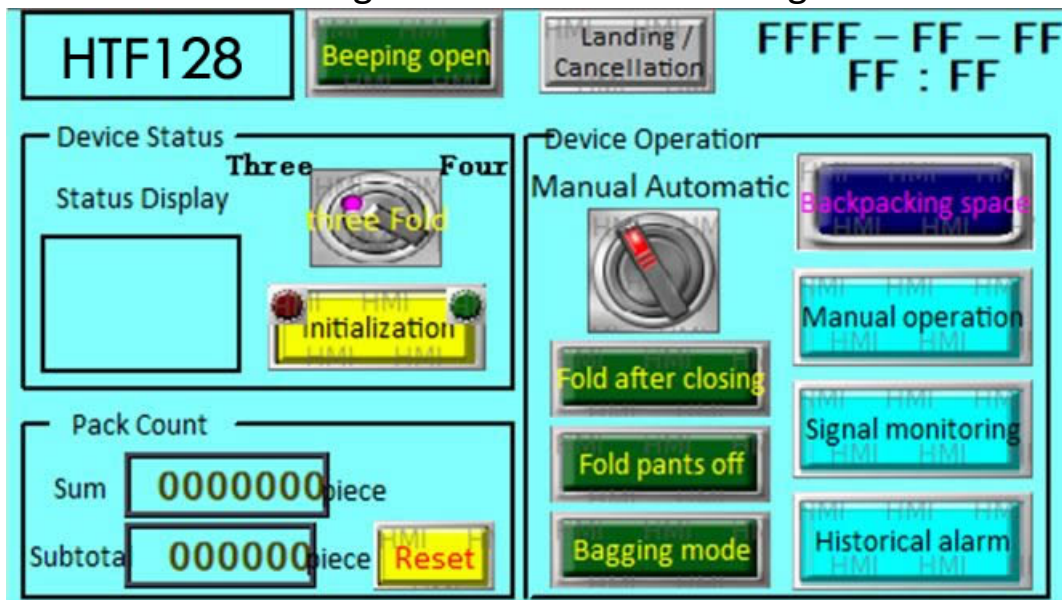 HTF128
Beeping open
Landing /
Cancellation
FFFF – FF – FF
FF : FF
Device Status
Three
Four
Status Display
three Fold
Initialization
Pack Count
Sum
0000000
piece
Subtota
000000
piece
Reset
Device Operation
Manual Automatic
Backpacking space
Fold after closing
Manual operation
Fold pants off
Signal monitoring
Bagging mode
Historical alarm